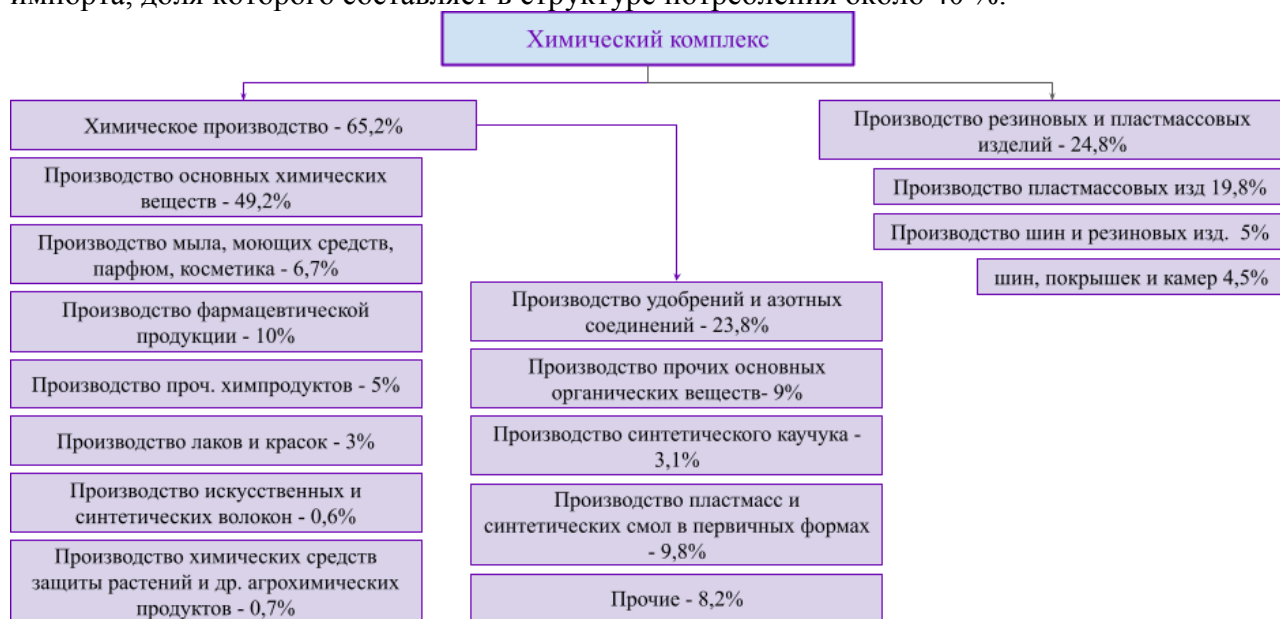 импорта, доля которого составляет в структуре потребления около 40 %.
Химический комплекс
Химическое производство - 65,2%
Производство основных химических
веществ - 49,2%
Производство мыла, моющих средств,
парфюм, косметика - 6,7%
Производство фармацевтической
продукции - 10%
Производство проч. химпродуктов - 5%
Производство лаков и красок - 3%
Производство искусственных и
синтетических волокон - 0,6%
Производство химических средств
защиты растений и др. агрохимических
продуктов - 0,7%
Производство удобрений и азотных
соединений - 23,8%
Производство прочих основных
органических веществ- 9%
Производство синтетического каучука -
3,1%
Производство пластмасс и
синтетических смол в первичных формах
- 9,8%
Прочие - 8,2%
Производство резиновых и пластмассовых
изделий - 24,8%
Производство пластмассовых изд 19,8%
Производство шин и резиновых изд. 5%
шин, покрышек и камер 4,5%